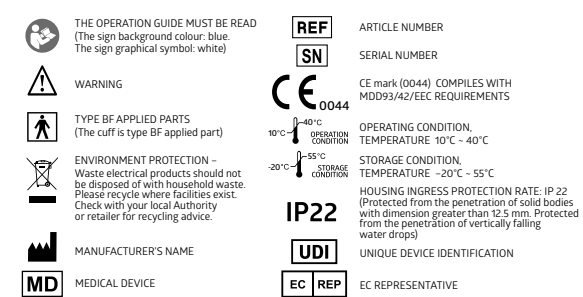 THE OPERATION GUIDE MUST BE READ
(The sign background colour: blue.
The sign graphical symbol: white)
WARNING
TYPE BF APPLIED PARTS
(The cuff is type BF applied part)
ENVIRONMENT PROTECTION –
Waste electrical products should not
be disposed of with household waste.
Please recycle where facilities exist.
Check with your local Authority
or retailer for recycling advice.
MANUFACTURER'S NAME
MD
MEDICAL DEVICE
REF
ARTICLE NUMBER
SN
SERIAL NUMBER
CE 0044
CE mark (0044) COMPILES WITH
MDD93/42/EEC REQUIREMENTS
40°C
10°C
OPERATION
CONDITION
OPERATING CONDITION,
TEMPERATURE 10°C ~ 40°C
55°C
-20°C
STORAGE
CONDITION
STORAGE CONDITION,
TEMPERATURE –20°C ~ 55°C
IP22
HOUSING INGRESS PROTECTION RATE: IP 22
(Protected from the penetration of solid bodies
with dimension greater than 12.5 mm. Protected
from the penetration of vertically falling
water drops)
UDI
UNIQUE DEVICE IDENTIFICATION
EC REP
EC REPRESENTATIVE